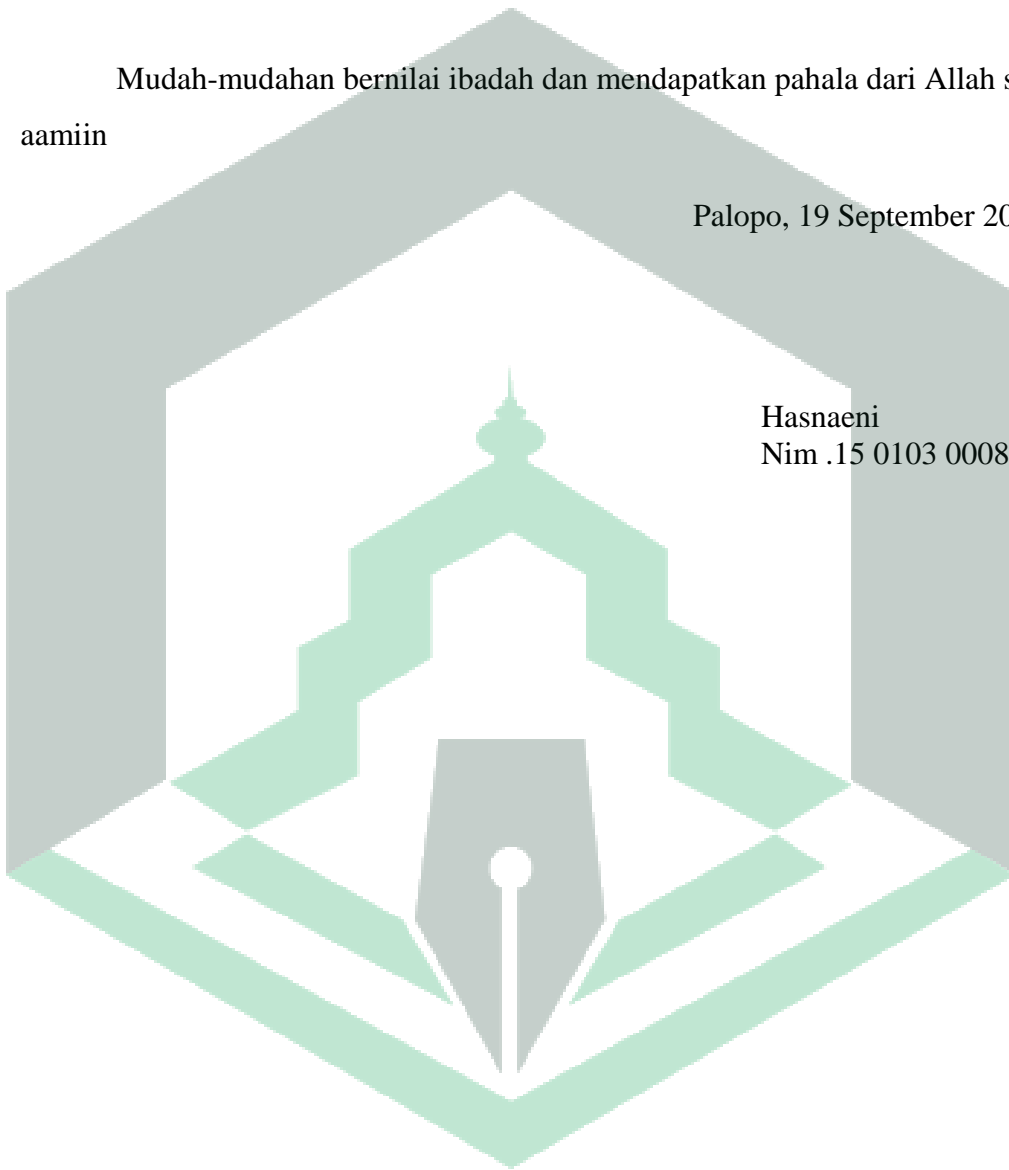 Mudah-mudahan bernilai ibadah dan mendapatkan pahala dari Allah
aamiin
Palopo, 19 September
Hasnaeni
Nim .15 0103 0008